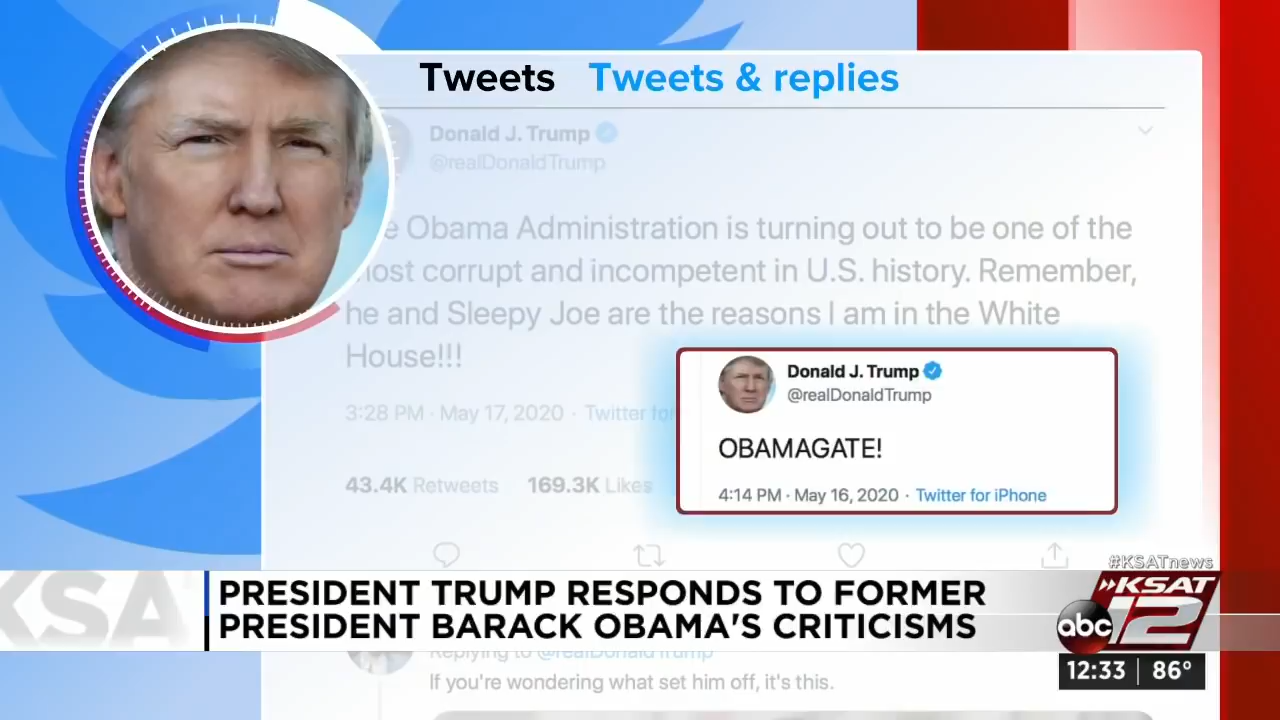 Tweets Tweets & replies
Donald J. Trump
@realDonaldTrump
Obama Administration is turning out to be one of the
most corrupt and incompetent in U.S. history. Remember,
he and Sleepy Joe are the reasons I am in the White
House!!!
3:28 PM · May 17, 2020 · Twitter for
43.4K Retweets 169.3K Likes
Donald J. Trump
@realDonaldTrump
OBAMAGATE!
4:14 PM · May 16, 2020 · Twitter for iPhone
#KSATnews
KSAT
12
abc
KSA
PRESIDENT TRUMP RESPONDS TO FORMER
PRESIDENT BARACK OBAMA'S CRITICISMS
12:33 86°
Replying to @realDonaldTrump
If you're wondering what set him off, it's this.